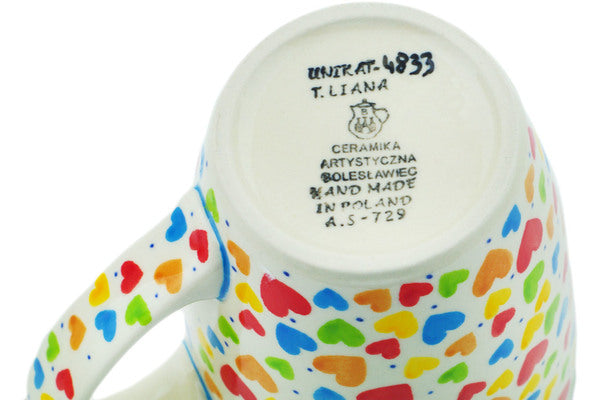 UNIKAT-4833
T. LIANA
CERAMIKA
ARTYSTYCZNA
BOLESŁAWIEC
HAND MADE
IN POLAND
A.S-729